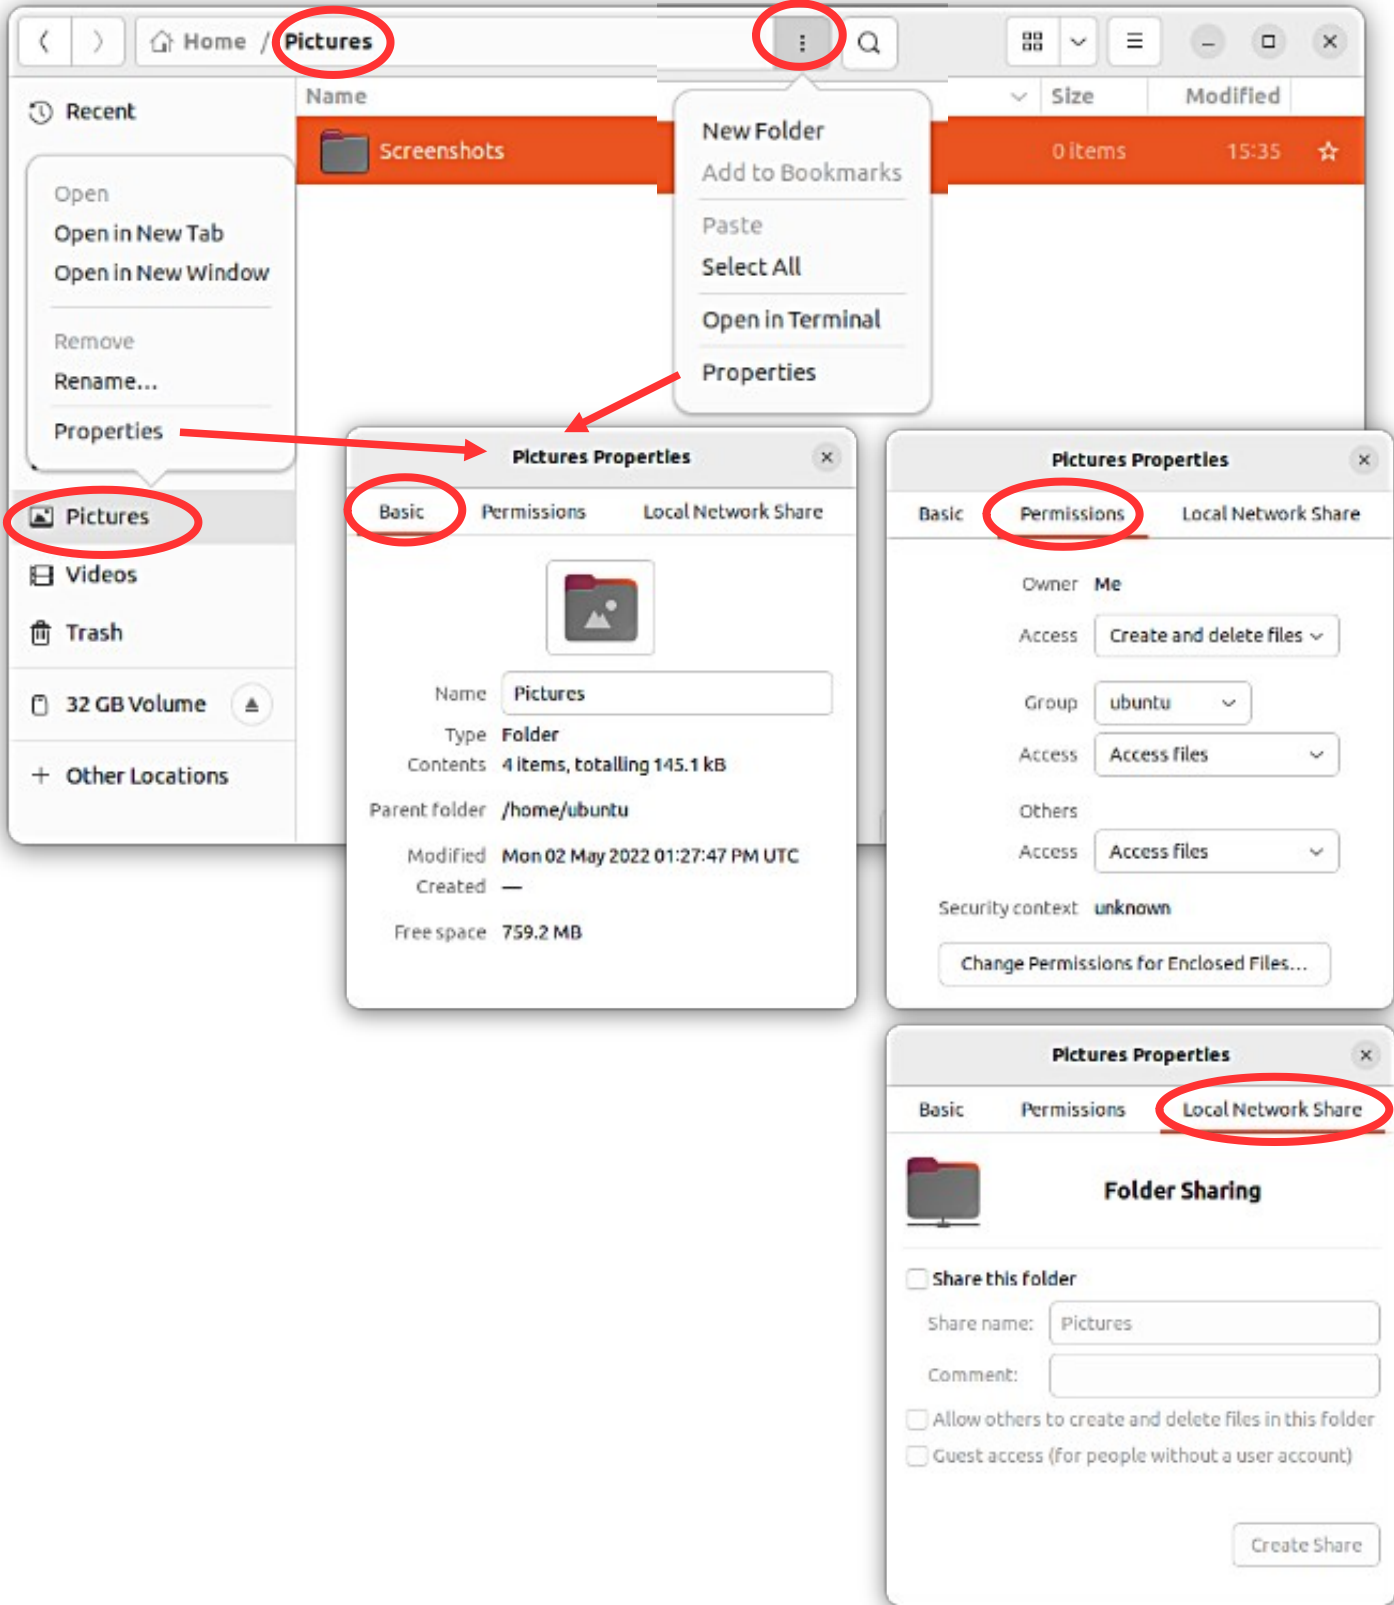 Home / Pictures
Name Size Modified
Recent
Screenshots 0 items 15:35
Open
Open in New Tab
Open in New Window
Remove
Rename...
Properties
Pictures
Videos
Trash
32 GB Volume
+ Other Locations
New Folder
Add to Bookmarks
Paste
Select All
Open in Terminal
Properties
Pictures Properties
Basic Permissions Local Network Share
Name Pictures
Type Folder
Contents 4 items, totalling 145.1 kB
Parent folder /home/ubuntu
Modified Mon 02 May 2022 01:27:47 PM UTC
Created —
Free space 759.2 MB
Pictures Properties
Basic Permissions Local Network Share
Owner Me
Access Create and delete files
Group ubuntu
Access Access files
Others
Access Access files
Security context unknown
Change Permissions for Enclosed Files...
Pictures Properties
Basic Permissions Local Network Share
Folder Sharing
Share this folder
Share name: Pictures
Comment:
Allow others to create and delete files in this folder
Guest access (for people without a user account)
Create Share